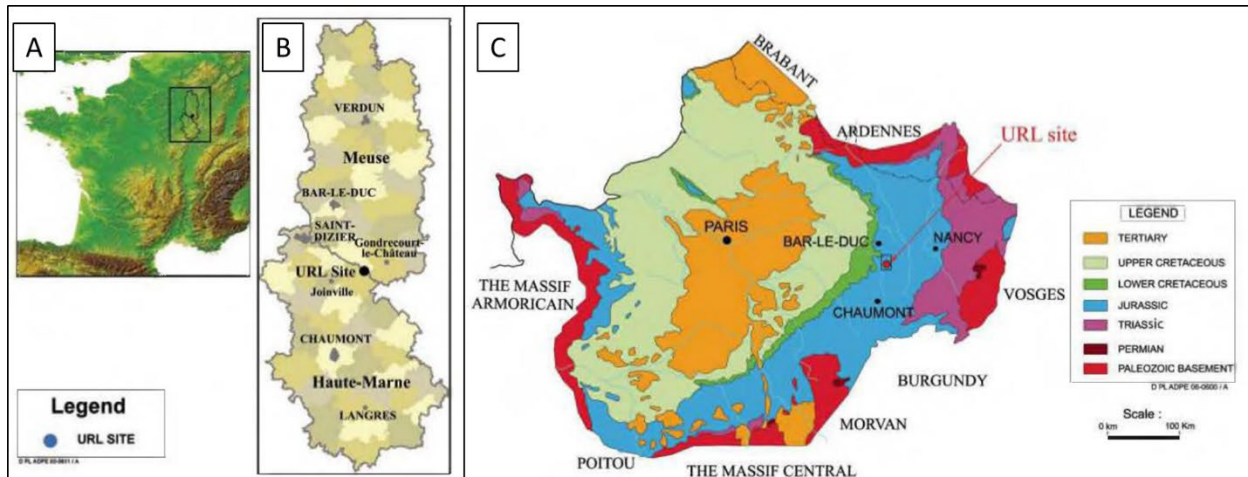 A
Legend
URL SITE
D PL ADPE 00-0601 / A
B
VERDUN
Meuse
BAR-LE-DUC
SAINT-
DIZIER
Gondrecourt-
le-Château
URL Site
Joinville
CHAUMONT
Haute-Marne
LANGRES
C
BRABANT
ARDENNES
URL site
PARIS
BAR-LE-DUC
NANCY
THE MASSIF
ARMORICAIN
CHAUMONT
VOSGES
BURGUNDY
MORVAN
POITOU
THE MASSIF CENTRAL
LEGEND
TERTIARY
UPPER CRETACEOUS
LOWER CRETACEOUS
JURASSIC
TRIASSIC
PERMIAN
PALEOZOIC BASEMENT
D PL ADPE 06-0600 / A
Scale :
0 km
100 Km